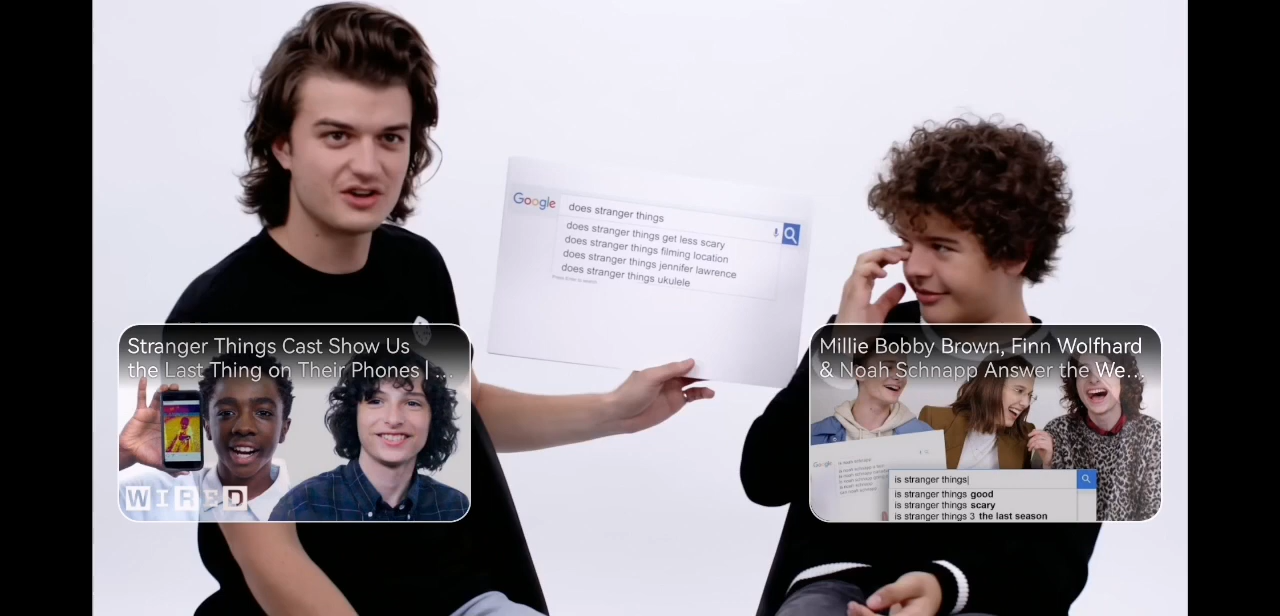 Google
does stranger things
does stranger things get less scary
does stranger things filming location
does stranger things jennifer lawrence
does stranger things ukulele
Stranger Things Cast Show Us
the Last Thing on Their Phones | ...
WIRED
Millie Bobby Brown, Finn Wolfhard
& Noah Schnapp Answer the We...
Google
is stranger things
is stranger things good
is stranger things scary
is stranger things 3 the last season